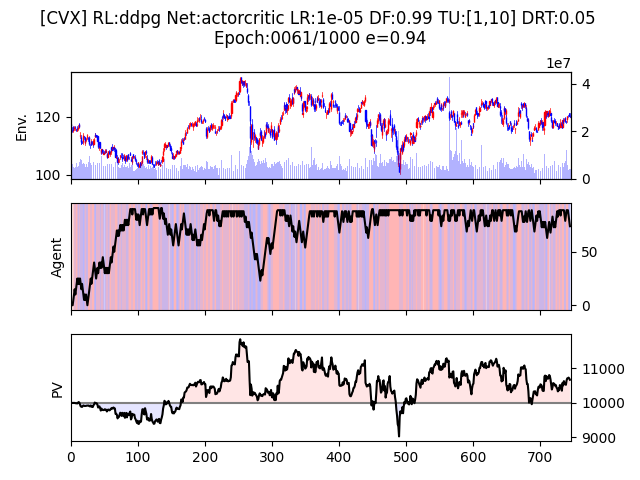 [CVX] RL:ddpg Net:actorcritic LR:1e-05 DF:0.99 TU:[1,10] DRT:0.05
Epoch:0061/1000 e=0.94
1e7
Env.
120
100
4
2
0
Agent
50
0
PV
11000
10000
9000
0 100 200 300 400 500 600 700